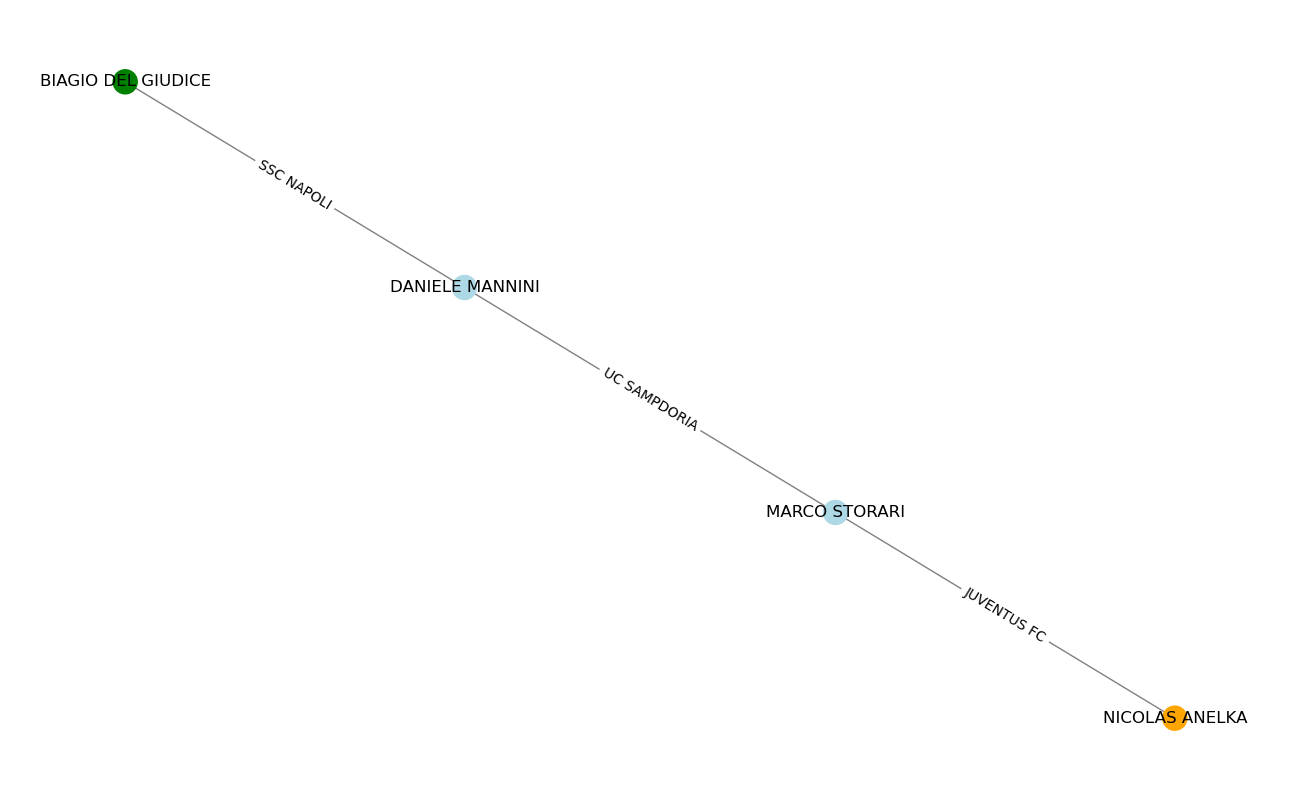 BIAGIO DEL GIUDICE
SSC NAPOLI
DANIELE MANNINI
UC SAMPDORIA
MARCO STORARI
JUVENTUS FC
NICOLAS ANELKA